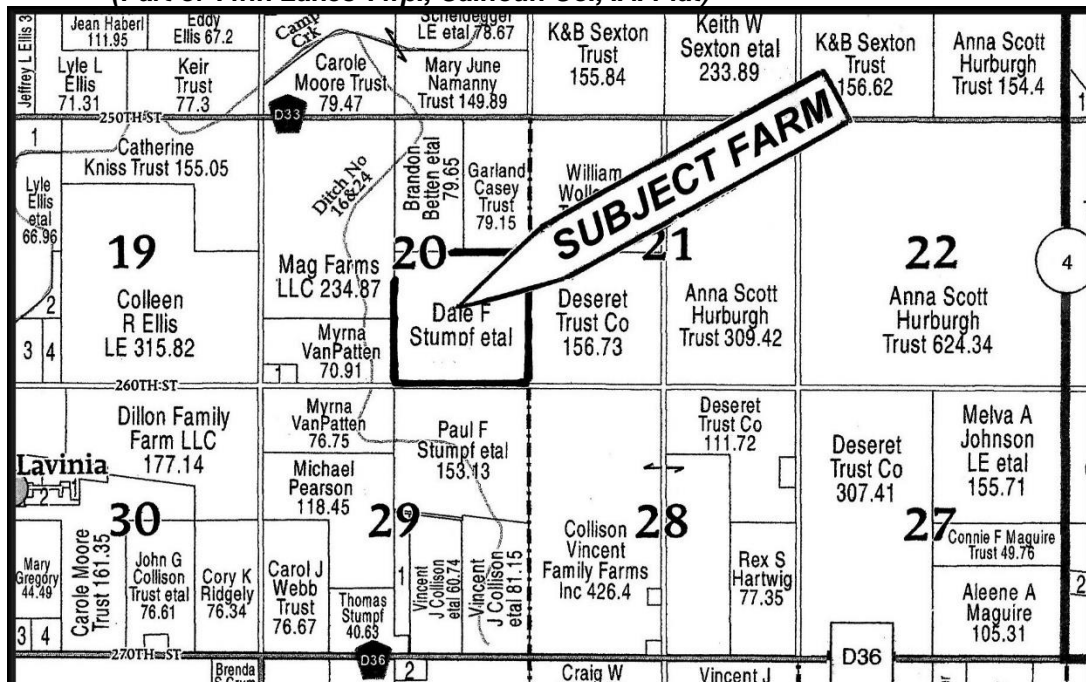 Jeffrey L Ellis 3
Jean Haberl
111.95
Eddy
Ellis 67.2
Camp
Crk
Scheidegger
LE etal 78.67
K&B Sexton
Trust
155.84
Keith W
Sexton etal
233.89
K&B Sexton
Trust
156.62
Anna Scott
Hurburgh
Trust 154.4
Lyle L
Ellis
71.31
Keir
Trust
77.3
Carole
Moore Trust
79.47
Mary June
Namanny
Trust 149.89
D33
250TH ST
1
1
Catherine
Kniss Trust 155.05
Ditch No
16&24
Brandon
Betten etal
79.65
Garland
Casey
Trust
79.15
William
SUBJECT FARM
Lyle
Ellis
etal
66.96
19
20
21
22
4
Colleen
R Ellis
LE 315.82
Mag Farms
LLC 234.87
Dale F
Stumpf etal
Deseret
Trust Co
156.73
Anna Scott
Hurburgh
Trust 309.42
Anna Scott
Hurburgh
Trust 624.34
2
3 4
Myrna
VanPatten
70.91
1
260TH ST
Dillon Family
Farm LLC
177.14
Myrna
VanPatten
76.75
Paul F
Stumpf etal
153.13
Deseret
Trust Co
111.72
Deseret
Trust Co
307.41
Melva A
Johnson
LE etal
155.71
Lavinia
1
2
Michael
Pearson
118.45
30
29
28
27
Mary
Gregory
44.49
Carole Moore
Trust 161.35
John G
Collison
Trust etal
76.61
Cory K
Ridgely
76.34
Carol J
Webb
Trust
76.67
Thomas
Stumpf
40.63
1
Vincent
J Collison
etal 60.74
Vincent
J Collison
etal 81.15
Collison
Vincent
Family Farms
Inc 426.4
Rex S
Hartwig
77.35
Connie F Maguire
Trust 49.76
Aleene A
Maguire
105.31
2
3 4
270TH ST
D36
D36
Brenda
2
Craig W
Vincent J